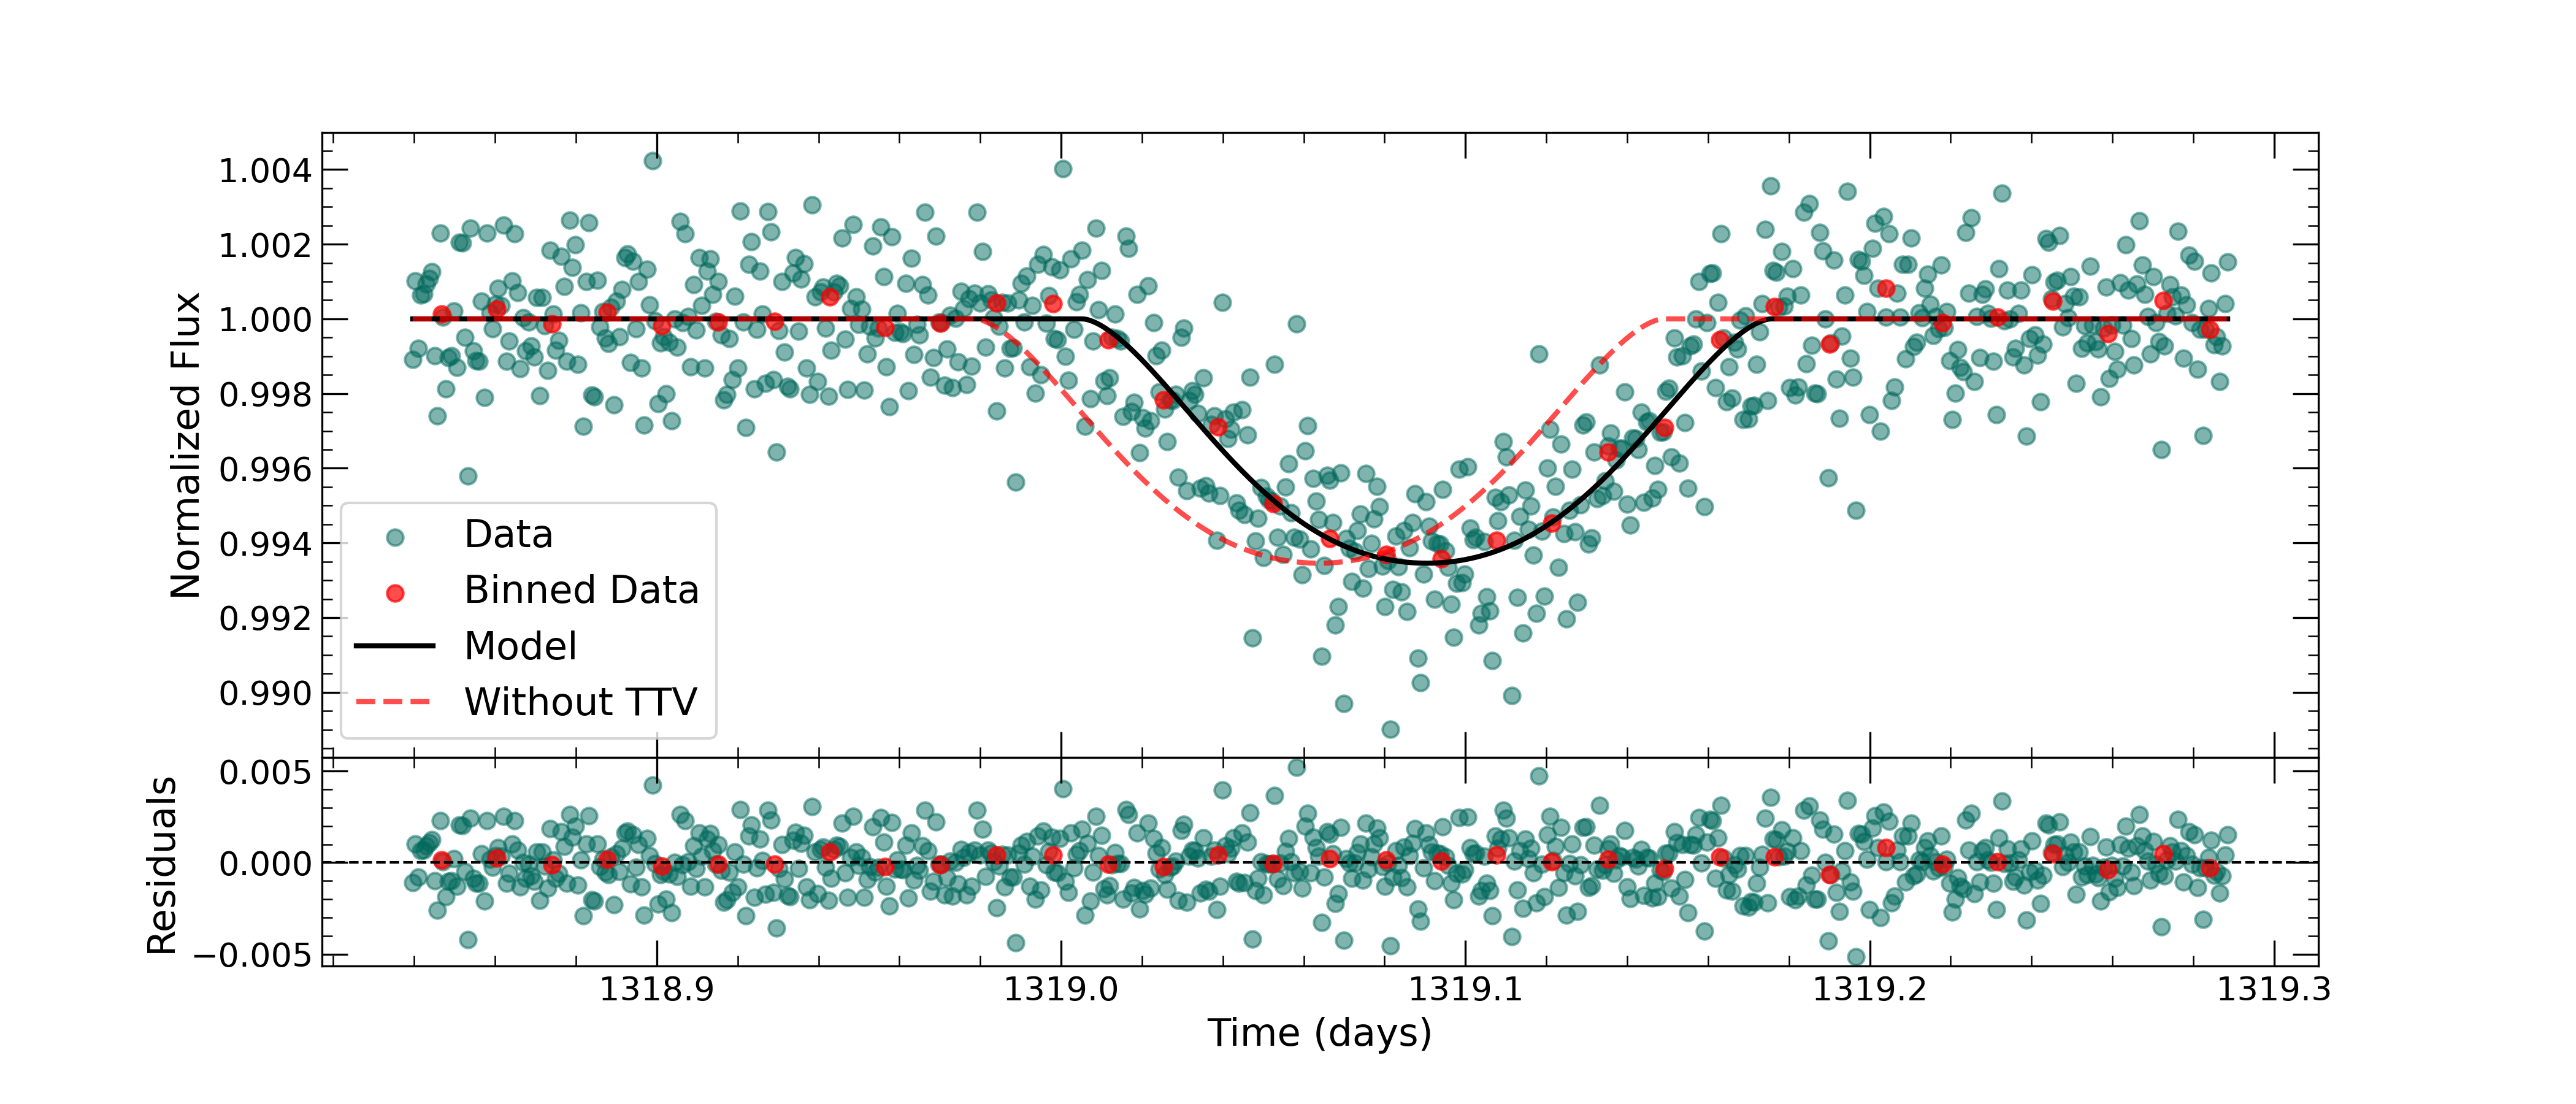 Normalized Flux
1.004
1.002
1.000
0.998
0.996
0.994
0.992
0.990
Data
Binned Data
Model
Without TTV
Residuals
0.005
0.000
−0.005
1318.9
1319.0
1319.1
1319.2
1319.3
Time (days)